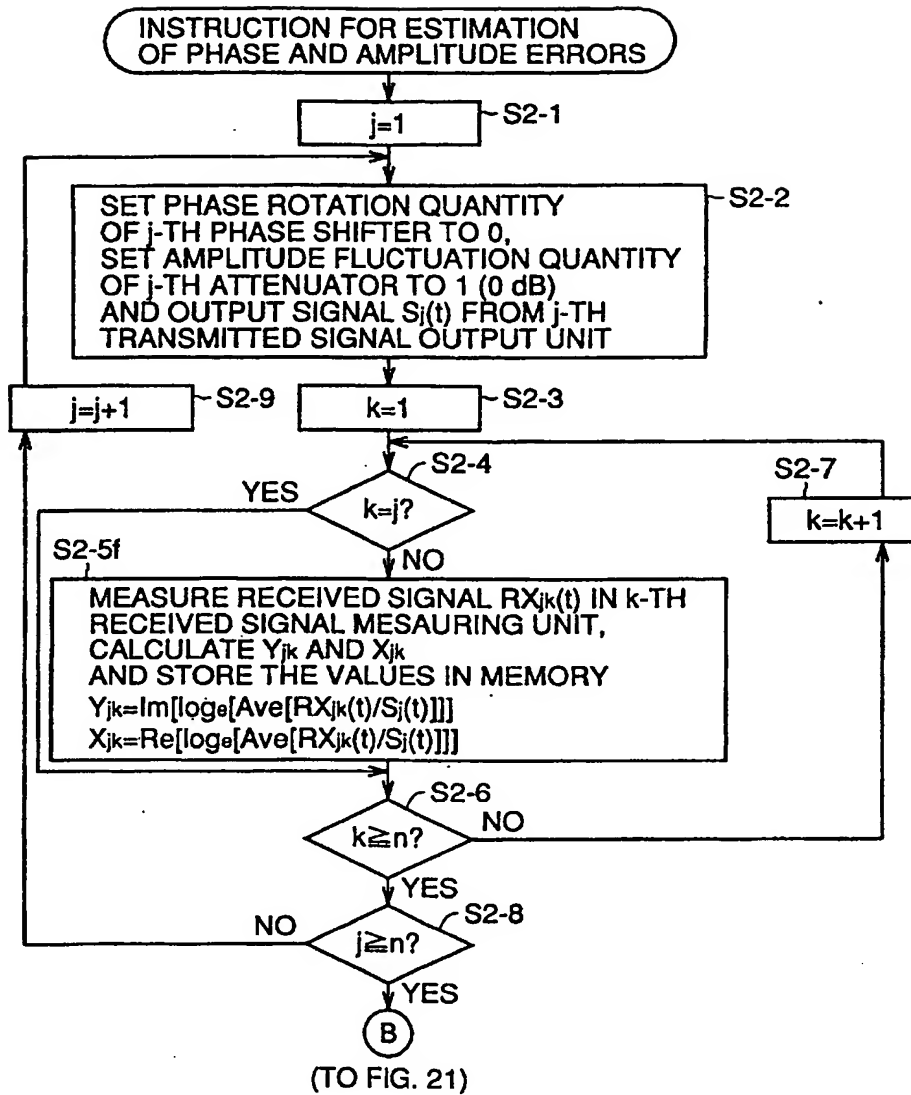 INSTRUCTION FOR ESTIMATION
OF PHASE AND AMPLITUDE ERRORS
j=1
S2-1
SET PHASE ROTATION QUANTITY
OF j-TH PHASE SHIFTER TO 0,
SET AMPLITUDE FLUCTUATION QUANTITY
OF j-TH ATTENUATOR TO 1 (0 dB)
AND OUTPUT SIGNAL Sj(t) FROM j-TH
TRANSMITTED SIGNAL OUTPUT UNIT
S2-2
j=j+1
S2-9
k=1
S2-3
S2-4
YES
k=j?
NO
S2-7
k=k+1
S2-5f
MEASURE RECEIVED SIGNAL RXjk(t) IN k-TH
RECEIVED SIGNAL MESAURING UNIT,
CALCULATE Yjk AND Xjk
AND STORE THE VALUES IN MEMORY
Yjk=Im[loge[Ave[RXjk(t)/Sj(t)]]]
Xjk=Re[loge[Ave[RXjk(t)/Sj(t)]]]
S2-6
k≧n?
NO
YES
S2-8
NO
j≧n?
YES
B
(TO FIG. 21)